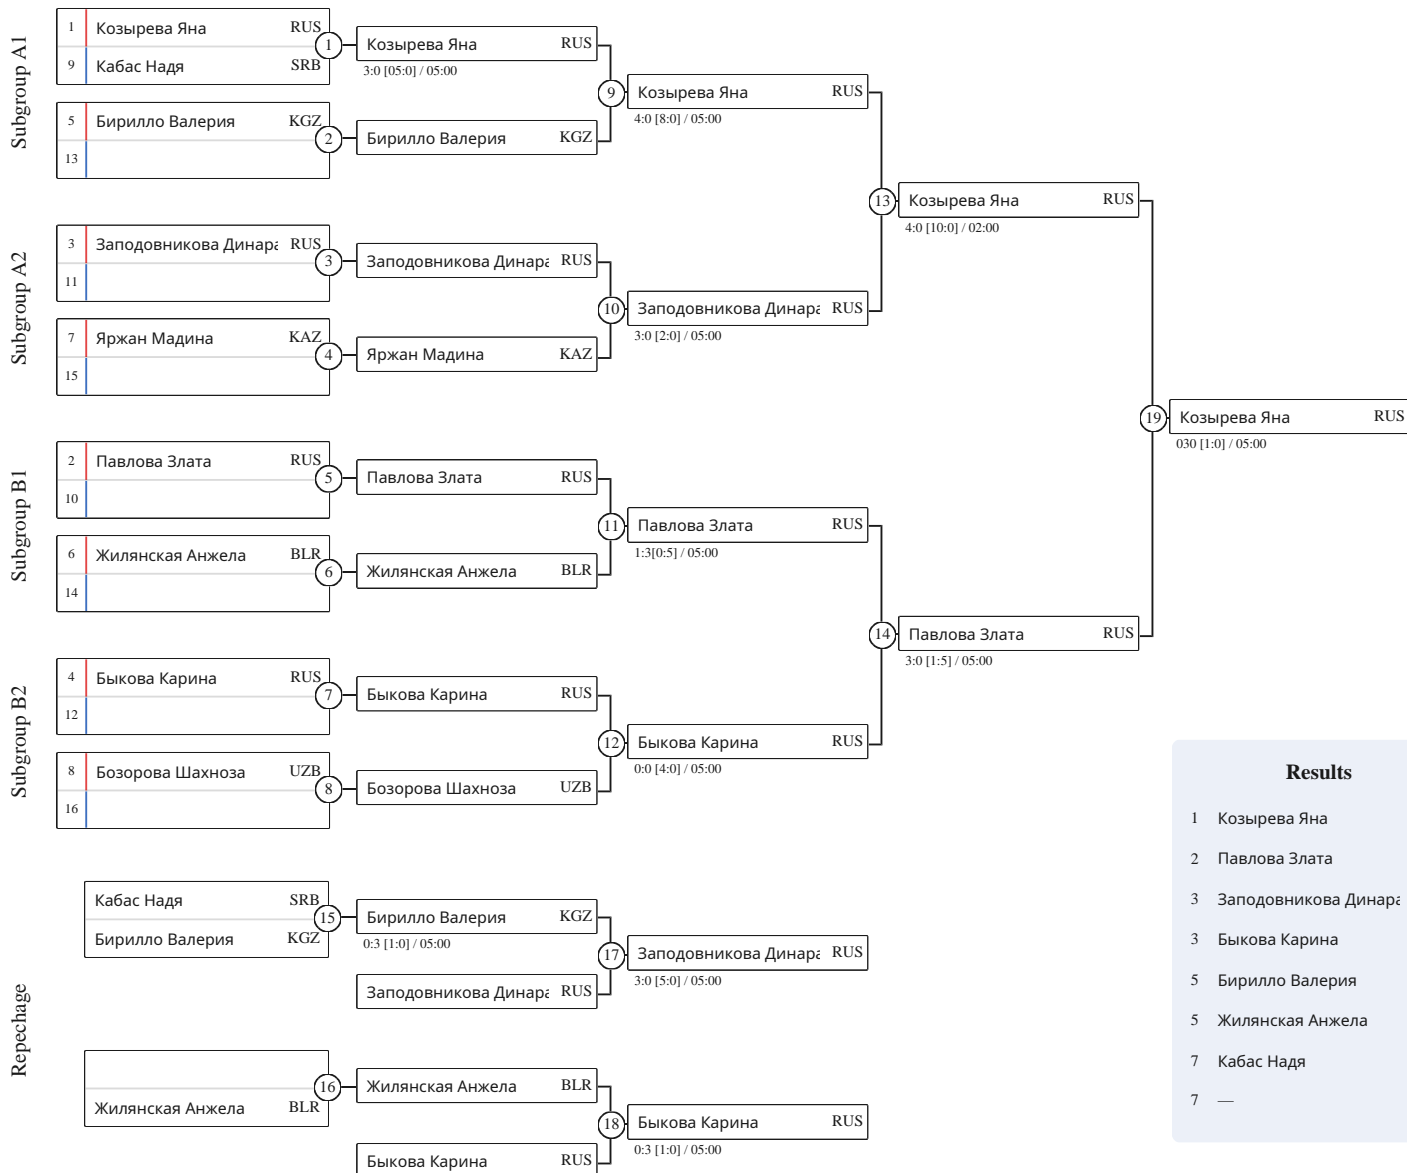 Subgroup A1
1 Козырева Яна RUS
9 Кабас Надя SRB
1
Козырева Яна RUS
3:0 [05:0] / 05:00
5 Бирилло Валерия KGZ
13
2
Бирилло Валерия KGZ
9
Козырева Яна RUS
4:0 [8:0] / 05:00
Subgroup A2
3 Заподовникова Динара RUS
11
3
Заподовникова Динара RUS
7 Яржан Мадина KAZ
15
4
Яржан Мадина KAZ
10
Заподовникова Динара RUS
3:0 [2:0] / 05:00
13
Козырева Яна RUS
4:0 [10:0] / 02:00
Subgroup B1
2 Павлова Злата RUS
10
5
Павлова Злата RUS
6 Жилянская Анжела BLR
14
6
Жилянская Анжела BLR
11
Павлова Злата RUS
1:3[0:5] / 05:00
Subgroup B2
4 Быкова Карина RUS
12
7
Быкова Карина RUS
8 Бозорова Шахноза UZB
16
8
Бозорова Шахноза UZB
12
Быкова Карина RUS
0:0 [4:0] / 05:00
14
Павлова Злата RUS
3:0 [1:5] / 05:00
19
Козырева Яна RUS
030 [1:0] / 05:00
Repechage
Кабас Надя SRB
Бирилло Валерия KGZ
15
Бирилло Валерия KGZ
0:3 [1:0] / 05:00
Заподовникова Динара RUS
17
Заподовникова Динара RUS
3:0 [5:0] / 05:00
Жилянская Анжела BLR
16
Жилянская Анжела BLR
Быкова Карина RUS
18
Быкова Карина RUS
0:3 [1:0] / 05:00
Results
1 Козырева Яна
2 Павлова Злата
3 Заподовникова Динара
3 Быкова Карина
5 Бирилло Валерия
5 Жилянская Анжела
7 Кабас Надя
7 —